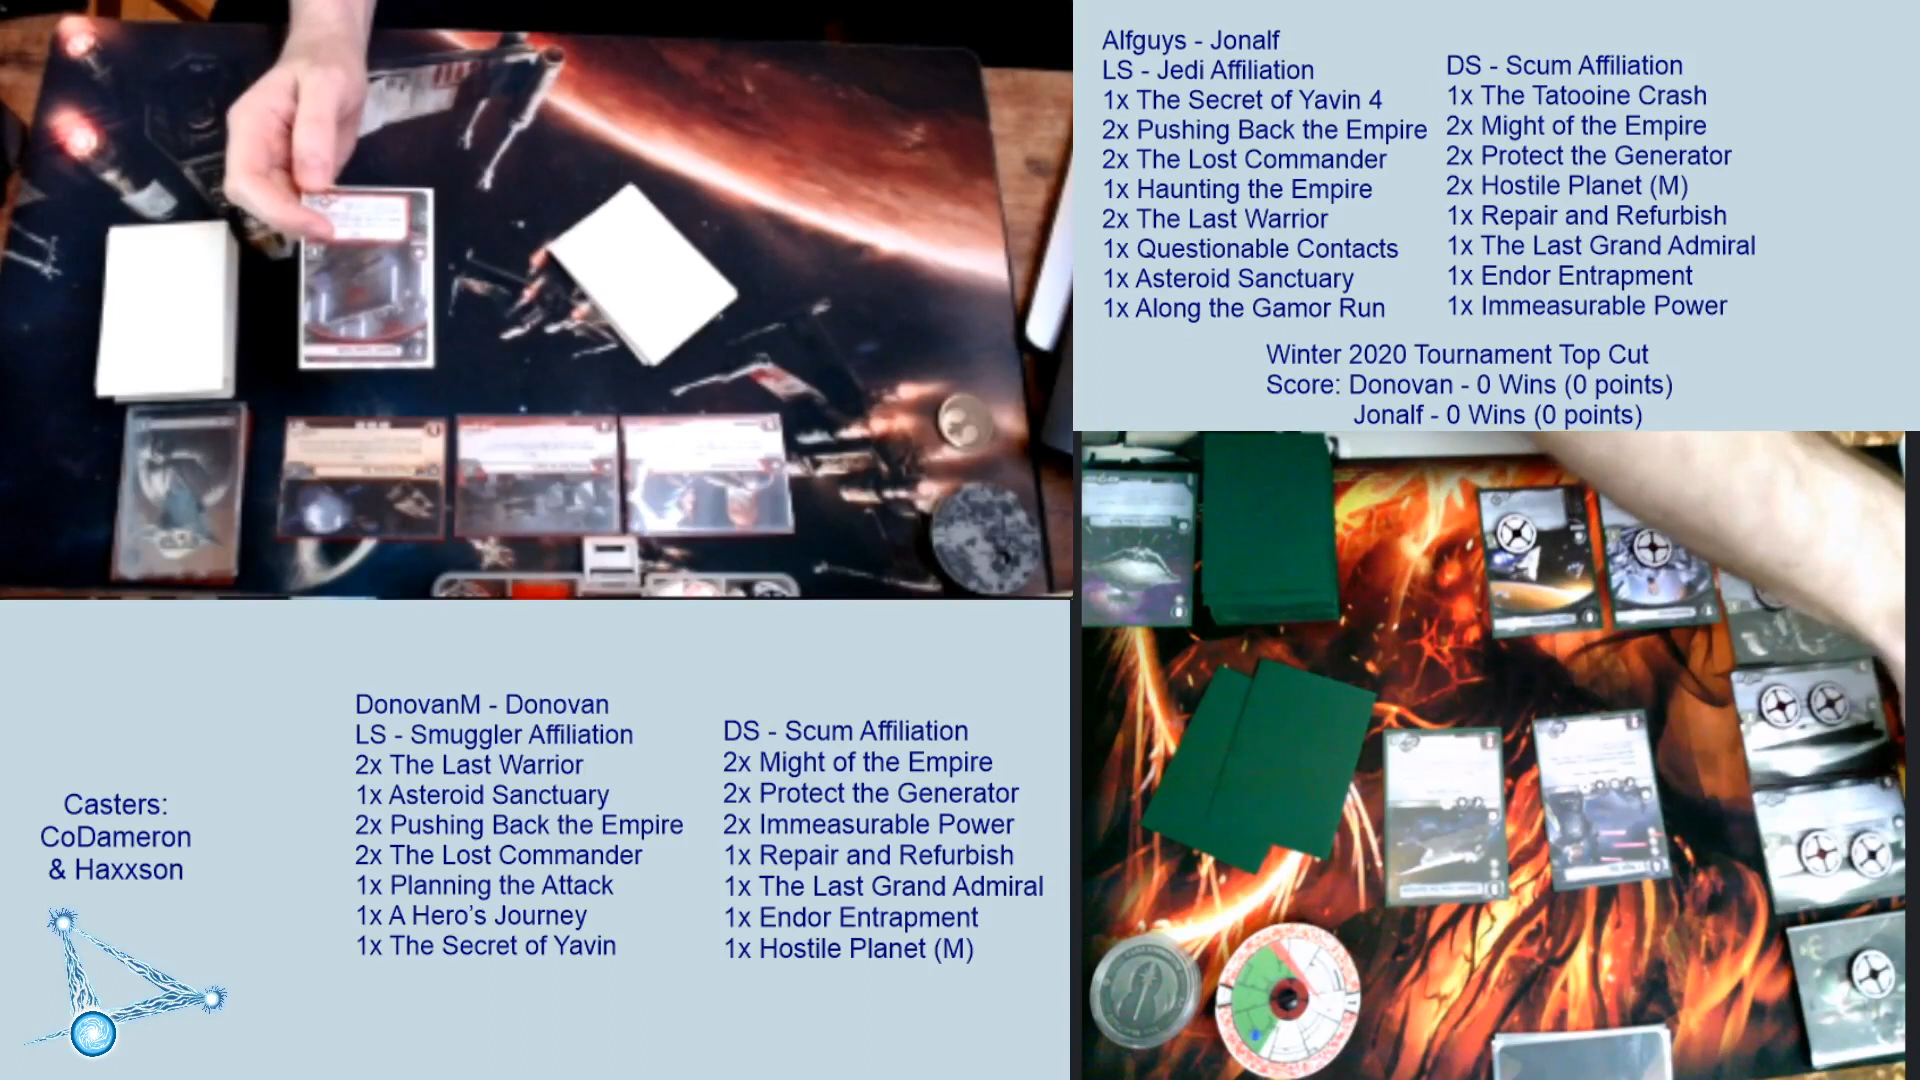 Alfguys - Jonalf
LS - Jedi Affiliation
1x The Secret of Yavin 4
2x Pushing Back the Empire
2x The Lost Commander
1x Haunting the Empire
2x The Last Warrior
1x Questionable Contacts
1x Asteroid Sanctuary
1x Along the Gamor Run
DS - Scum Affiliation
1x The Tatooine Crash
2x Might of the Empire
2x Protect the Generator
2x Hostile Planet (M)
1x Repair and Refurbish
1x The Last Grand Admiral
1x Endor Entrapment
1x Immeasurable Power
Winter 2020 Tournament Top Cut
Score: Donovan - 0 Wins (0 points)
Jonalf - 0 Wins (0 points)
DonovanM - Donovan
LS - Smuggler Affiliation
2x The Last Warrior
1x Asteroid Sanctuary
2x Pushing Back the Empire
2x The Lost Commander
1x Planning the Attack
1x A Hero's Journey
1x The Secret of Yavin
DS - Scum Affiliation
2x Might of the Empire
2x Protect the Generator
2x Immeasurable Power
1x Repair and Refurbish
1x The Last Grand Admiral
1x Endor Entrapment
1x Hostile Planet (M)
Casters:
CoDameron
& Haxxson